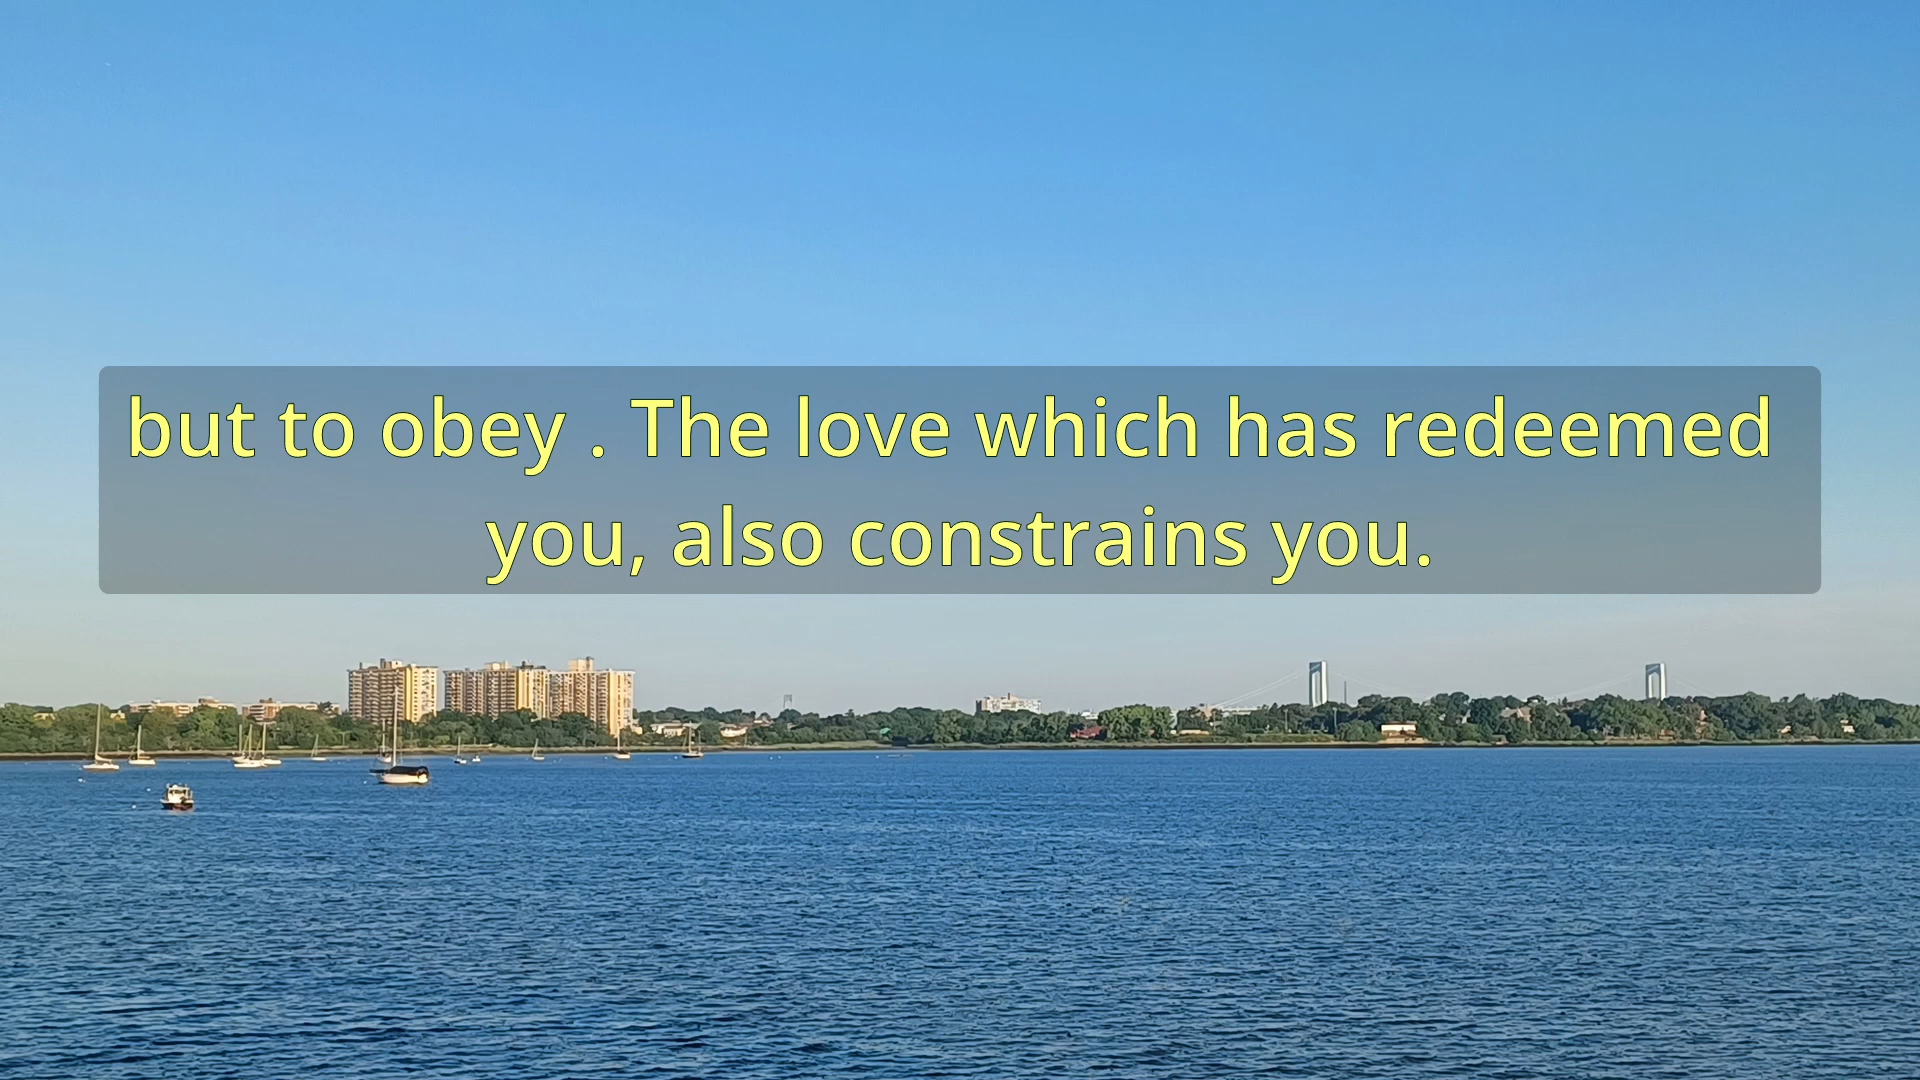 but to obey . The love which has redeemed
you, also constrains you.